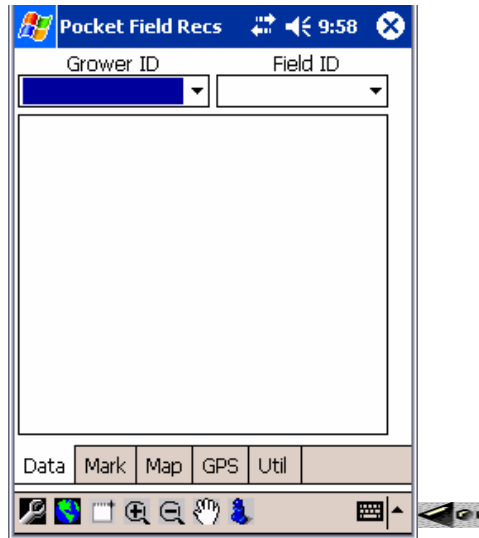 Pocket Field Recs 9:58
Grower ID Field ID
Data Mark Map GPS Util